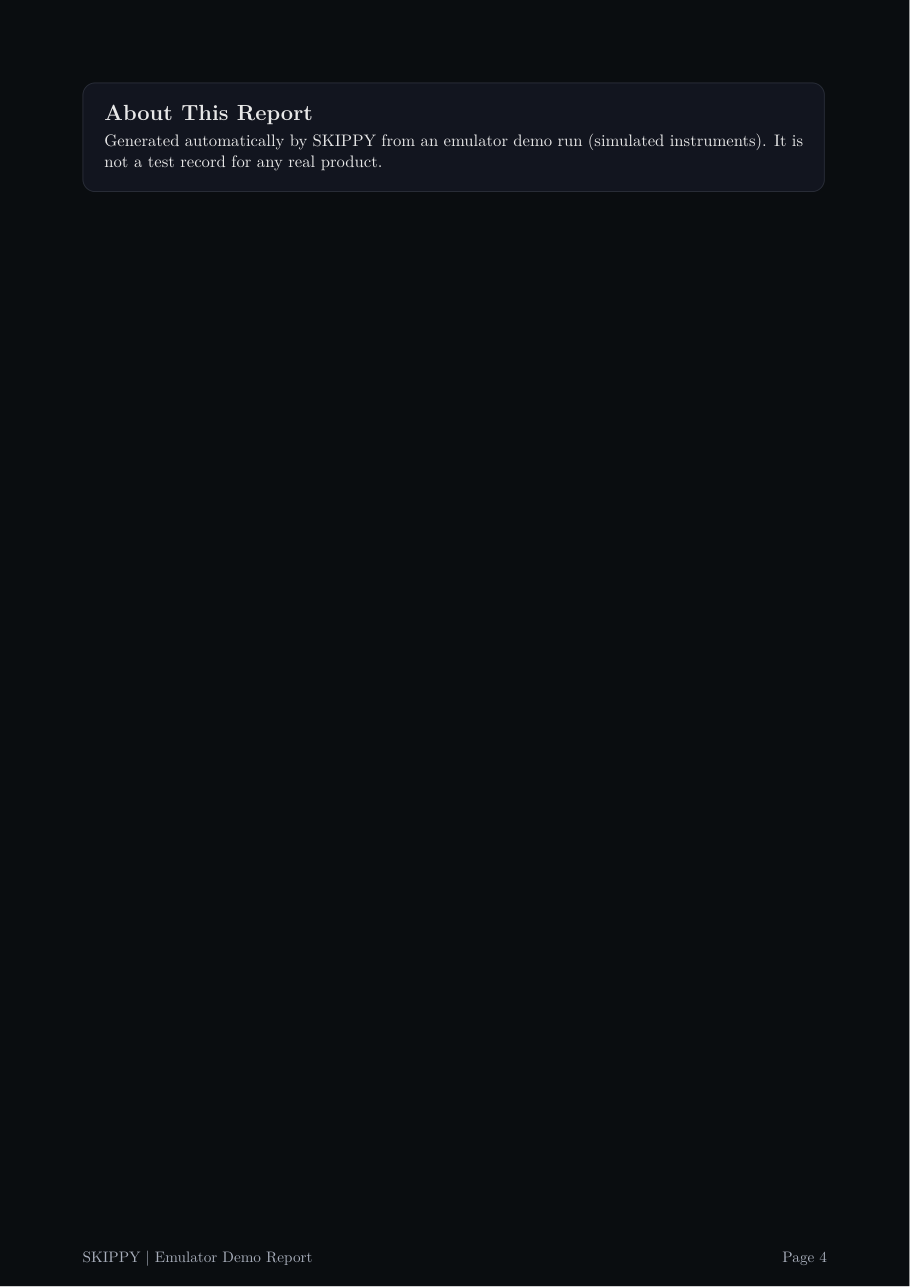 About This Report
Generated automatically by SKIPPY from an emulator demo run (simulated instruments). It is
not a test record for any real product.
SKIPPY | Emulator Demo Report
Page 4